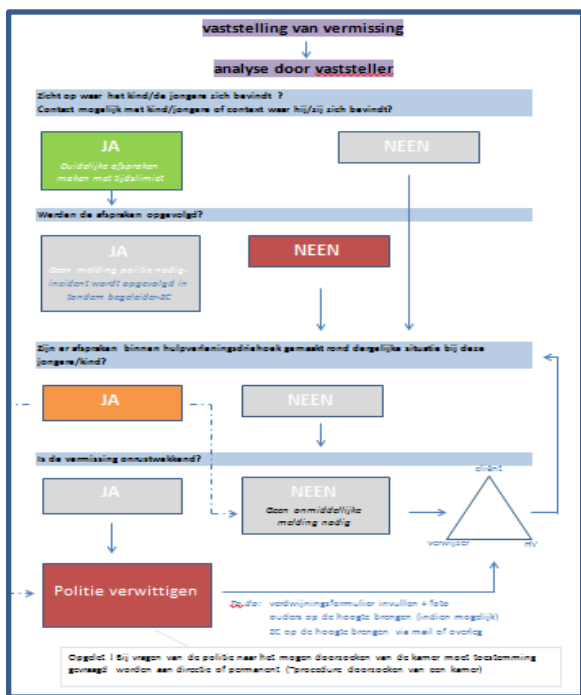 vaststelling van vermissing
analyse door vaststeller
Zicht op waar het kind/de jongere zich bevindt ?
Contact mogelijk met kind/jongere of context waar hij/zij zich bevindt?
JA
Duidelijke afspraken
maken met tijdslimiet
NEEN
Werden de afspraken opgevolgd?
JA
Geen melding politie nodig-
incident wordt opgevolgd in
tandem begeleider-ZC
NEEN
Zijn er afspraken binnen hulpverleningsdriehoek gemaakt rond dergelijke situatie bij deze
jongere/kind?
JA
NEEN
Is de vermissing onrustwekkend?
JA
NEEN
Geen onmiddellijke
melding nodig
cliënt
verwijzer
HV
Politie verwittigen
To do: verdwijningsformulier invullen + foto
ouders op de hoogte brengen (indien mogelijk)
ZC op de hoogte brengen via mail of overleg
Opgelet ! Bij vragen van de politie naar het mogen doorzoeken van de kamer moet toestemming
gevraagd worden aan directie of permanent (*procedure doorzoeken van een kamer)